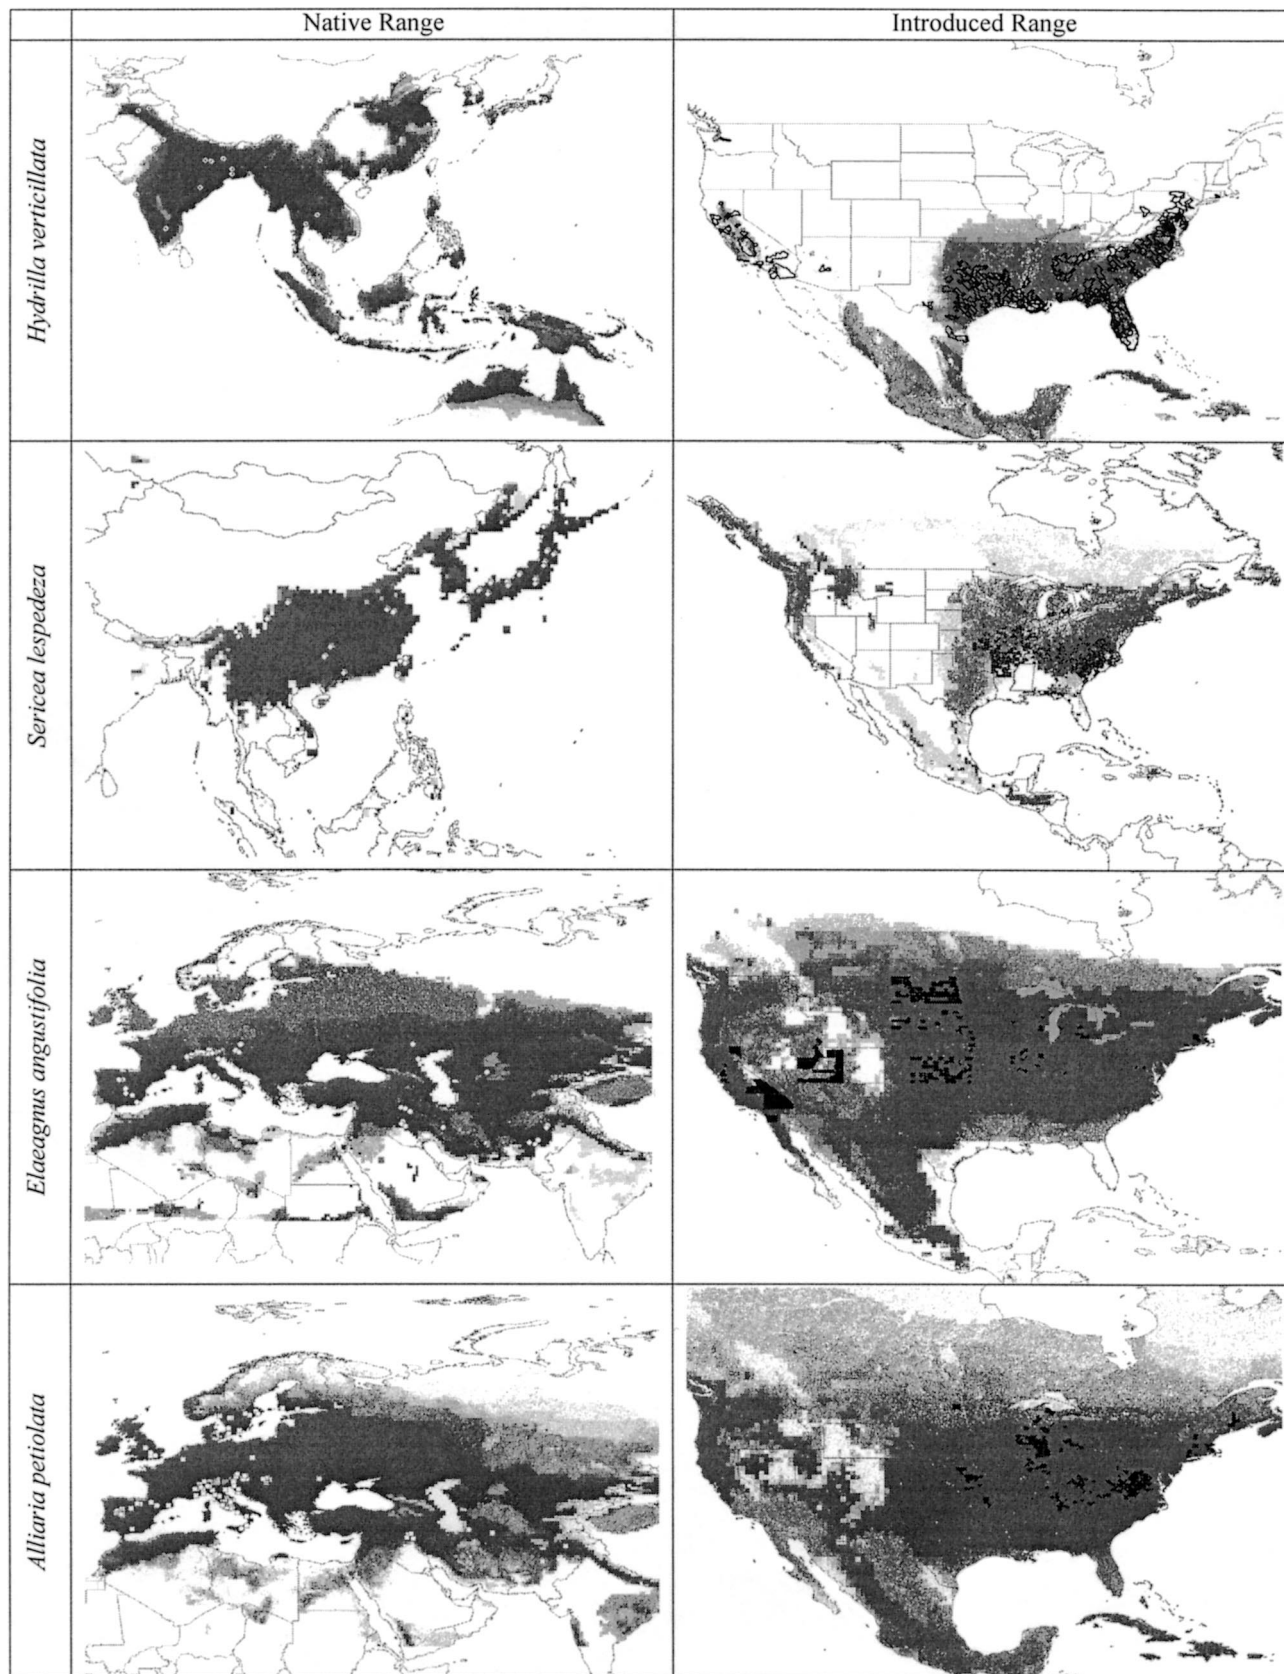 Native Range
Introduced Range
Hydrilla verticillata
Sericea lespedeza
Elaeagnus angustifolia
Alliaria petiolata